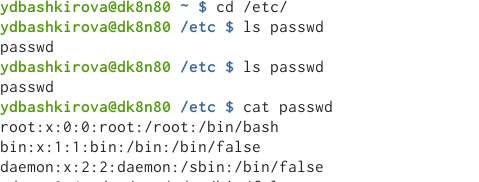 ydbashkirova@dk8n80 ~ $ cd /etc/
ydbashkirova@dk8n80 /etc $ ls passwd
passwd
ydbashkirova@dk8n80 /etc $ ls passwd
passwd
ydbashkirova@dk8n80 /etc $ cat passwd
root:x:0:0:root:/root:/bin/bash
bin:x:1:1:bin:/bin:/bin/false
daemon:x:2:2:daemon:/sbin:/bin/false